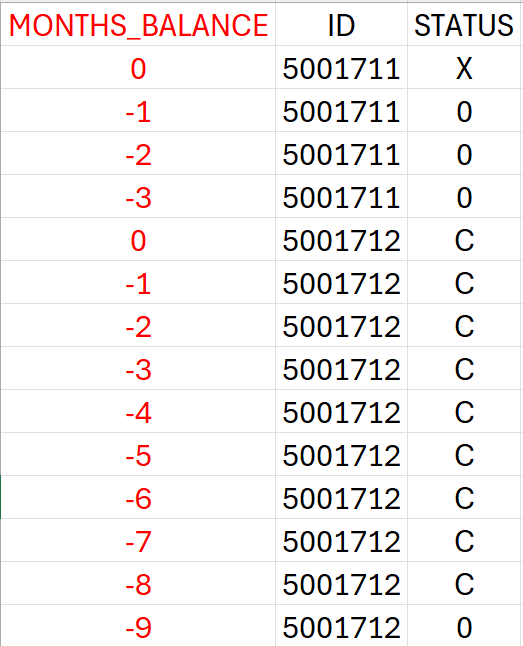 MONTHS_BALANCE ID STATUS
0 5001711 X
-1 5001711 0
-2 5001711 0
-3 5001711 0
0 5001712 C
-1 5001712 C
-2 5001712 C
-3 5001712 C
-4 5001712 C
-5 5001712 C
-6 5001712 C
-7 5001712 C
-8 5001712 C
-9 5001712 0